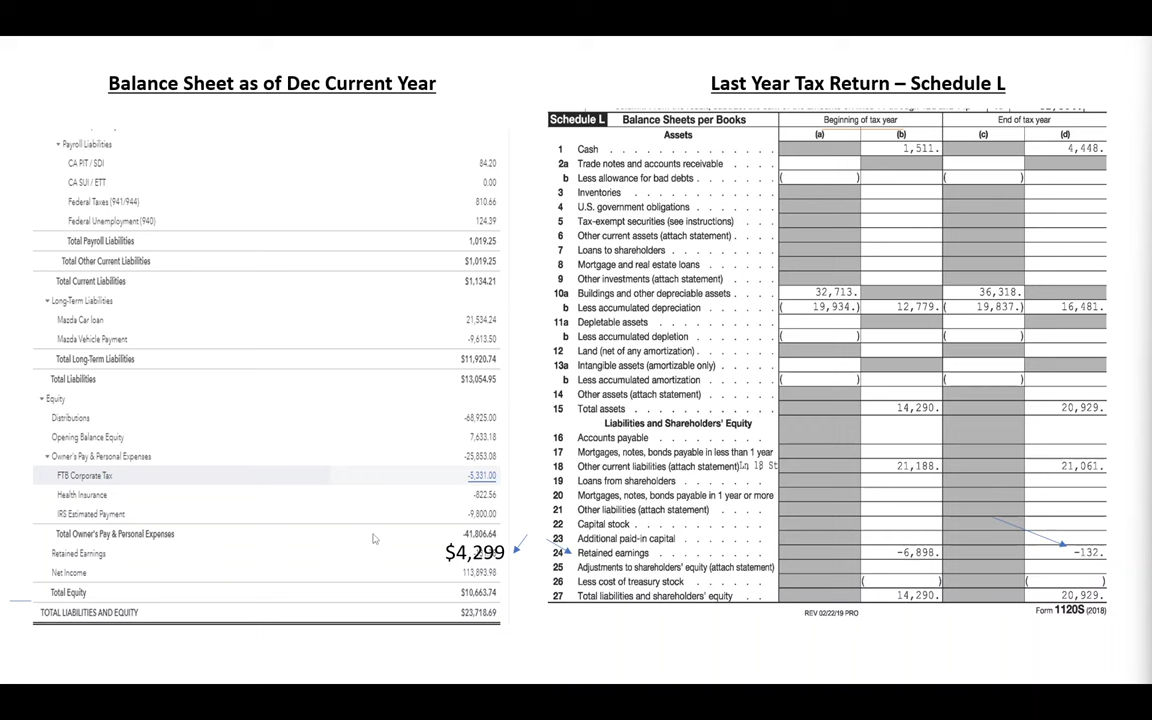 Balance Sheet as of Dec Current Year
Payroll Liabilities
CA PIT / SDI 84.20
CA SUI / ETT 0.00
Federal Taxes (941/944) 810.66
Federal Unemployment (940) 124.39
Total Payroll Liabilities 1,019.25
Total Other Current Liabilities $1,019.25
Total Current Liabilities $1,134.21
Long-Term Liabilities
Mazda Car loan 21,534.24
Mazda Vehicle Payment -9,613.50
Total Long-Term Liabilities $11,920.74
Total Liabilities $13,054.95
Equity
Distributions -68,925.00
Opening Balance Equity 7,633.18
Owner's Pay & Personal Expenses -25,853.08
FTB Corporate Tax -5,331.00
Health Insurance -822.56
IRS Estimated Payment -9,800.00
Total Owner's Pay & Personal Expenses -41,806.64
Retained Earnings $4,299
Net Income 113,893.98
Total Equity $10,663.74
TOTAL LIABILITIES AND EQUITY $23,718.69
Last Year Tax Return – Schedule L
Schedule L Balance Sheets per Books Beginning of tax year End of tax year
Assets (a) (b) (c) (d)
1 Cash 1,511. 4,448.
2a Trade notes and accounts receivable
b Less allowance for bad debts ( ) ( )
3 Inventories
4 U.S. government obligations
5 Tax-exempt securities (see instructions)
6 Other current assets (attach statement)
7 Loans to shareholders
8 Mortgage and real estate loans
9 Other investments (attach statement)
10a Buildings and other depreciable assets 32,713. 36,318.
b Less accumulated depreciation ( 19,934.) 12,779. ( 19,837.) 16,481.
11a Depletable assets
b Less accumulated depletion ( ) ( )
12 Land (net of any amortization)
13a Intangible assets (amortizable only)
b Less accumulated amortization ( ) ( )
14 Other assets (attach statement)
15 Total assets 14,290. 20,929.
Liabilities and Shareholders' Equity
16 Accounts payable
17 Mortgages, notes, bonds payable in less than 1 year
18 Other current liabilities (attach statement) Ln 18 St 21,188. 21,061.
19 Loans from shareholders
20 Mortgages, notes, bonds payable in 1 year or more
21 Other liabilities (attach statement)
22 Capital stock
23 Additional paid-in capital
24 Retained earnings -6,898. -132.
25 Adjustments to shareholders' equity (attach statement)
26 Less cost of treasury stock ( ) ( )
27 Total liabilities and shareholders' equity 14,290. 20,929.
REV 02/22/19 PRO Form 1120S (2018)